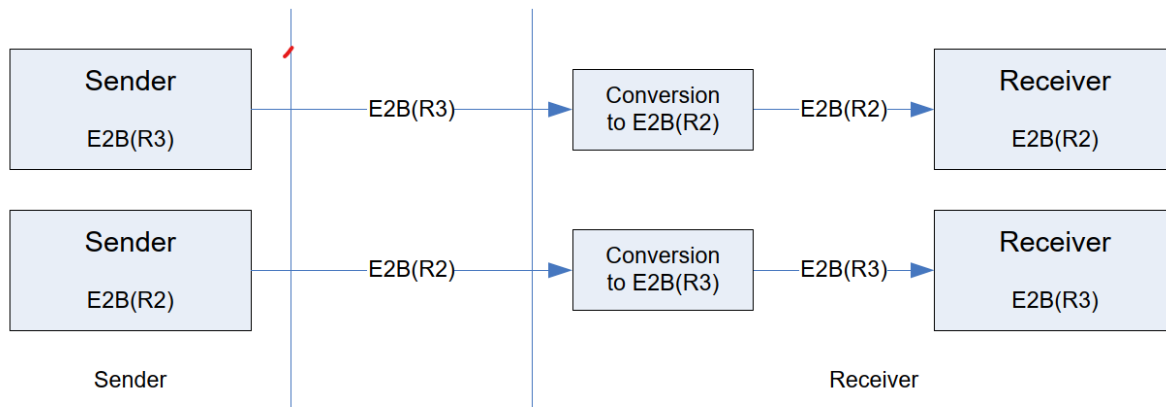 Sender
E2B(R3)
E2B(R3)
Conversion
to E2B(R2)
E2B(R2)
Receiver
E2B(R2)
Sender
E2B(R2)
E2B(R2)
Conversion
to E2B(R3)
E2B(R3)
Receiver
E2B(R3)
Sender
Receiver